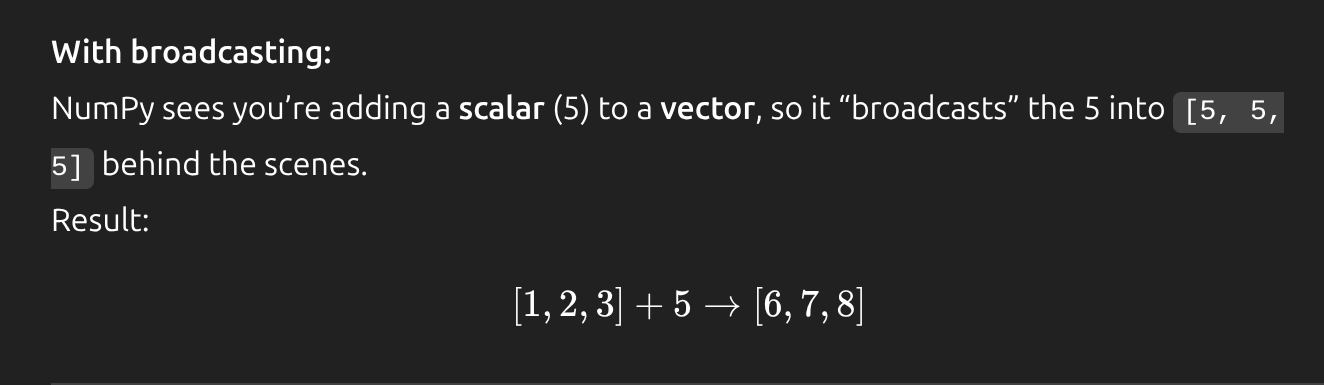 With broadcasting:
NumPy sees you’re adding a scalar (5) to a vector, so it “broadcasts” the 5 into [5, 5,
5] behind the scenes.
Result:
[1, 2, 3] + 5 → [6, 7, 8]